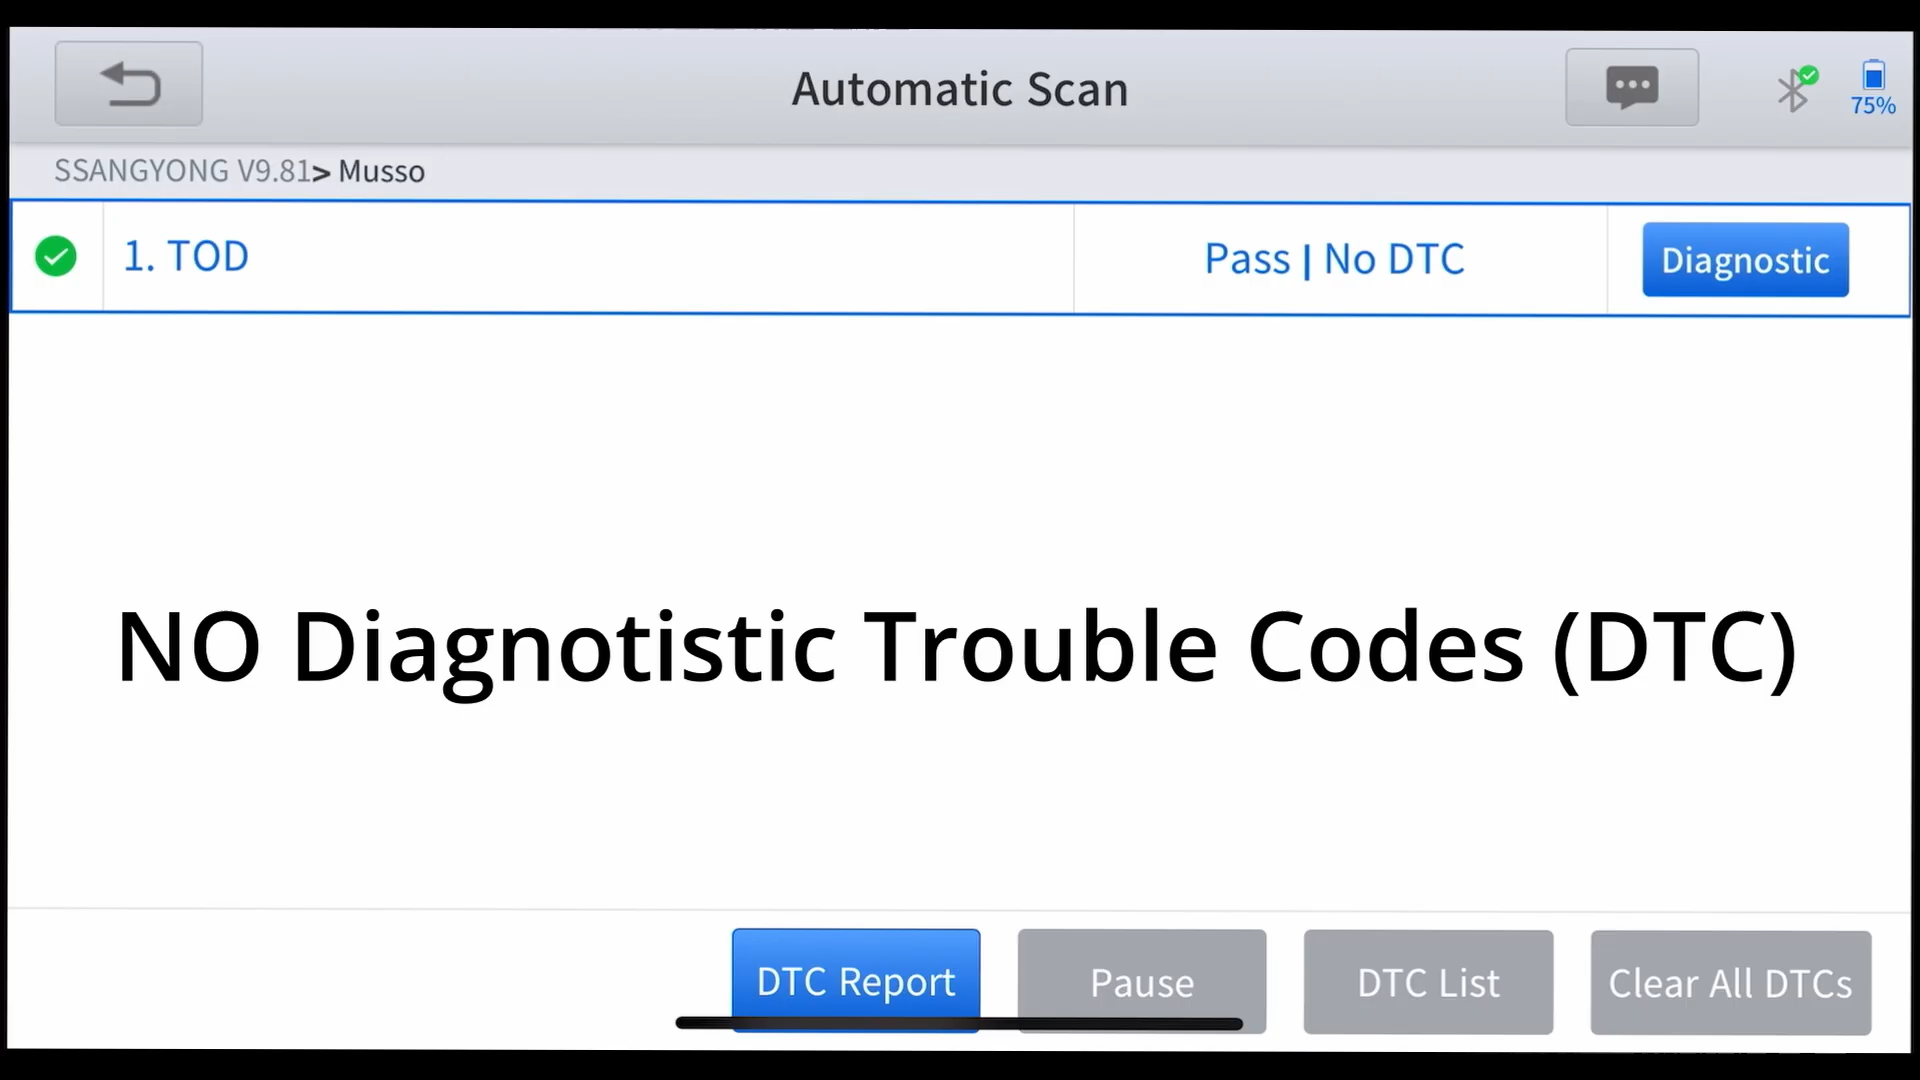 Automatic Scan
75%
SSANGYONG V9.81> Musso
1. TOD
Pass | No DTC
Diagnostic
NO Diagnotistic Trouble Codes (DTC)
DTC Report
Pause
DTC List
Clear All DTCs